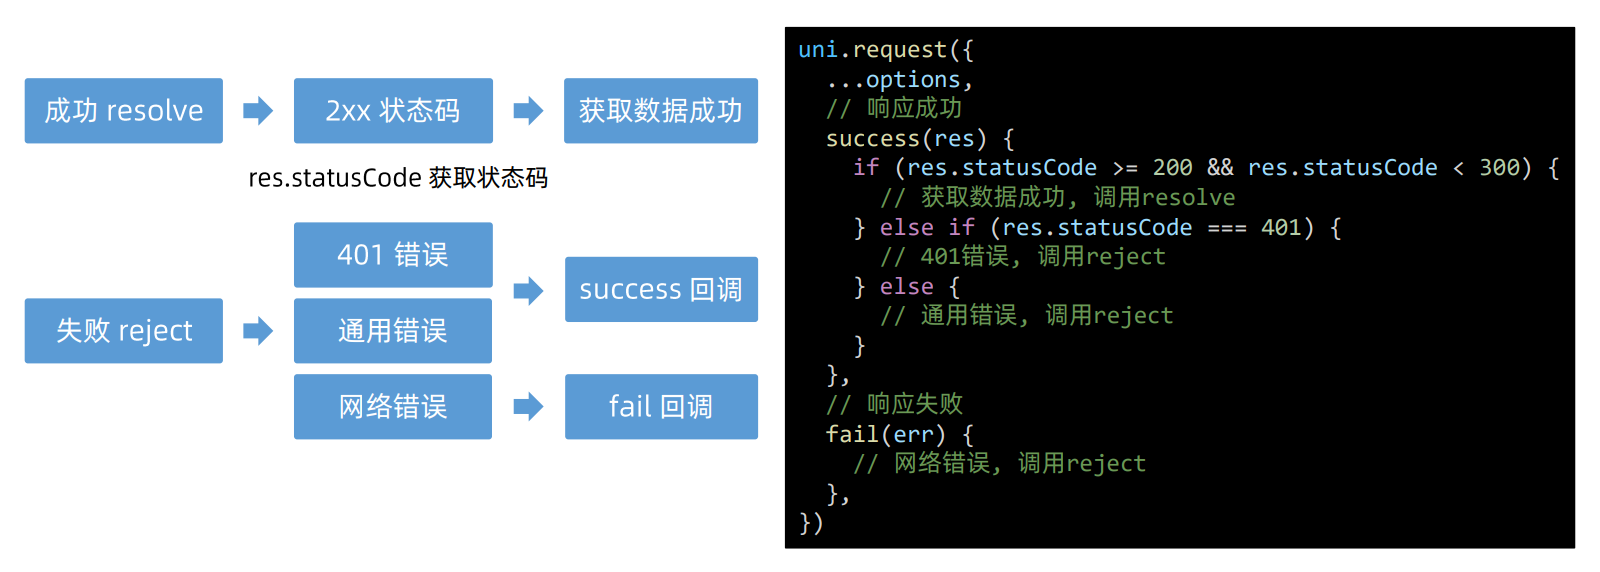 成功 resolve
2xx 状态码
获取数据成功
res.statusCode 获取状态码
401 错误
失败 reject
通用错误
success 回调
网络错误
fail 回调
uni.request({
  ...options,
  // 响应成功
  success(res) {
    if (res.statusCode >= 200 && res.statusCode < 300) {
      // 获取数据成功, 调用resolve
    } else if (res.statusCode === 401) {
      // 401错误, 调用reject
    } else {
      // 通用错误, 调用reject
    }
  },
  // 响应失败
  fail(err) {
    // 网络错误, 调用reject
  },
})